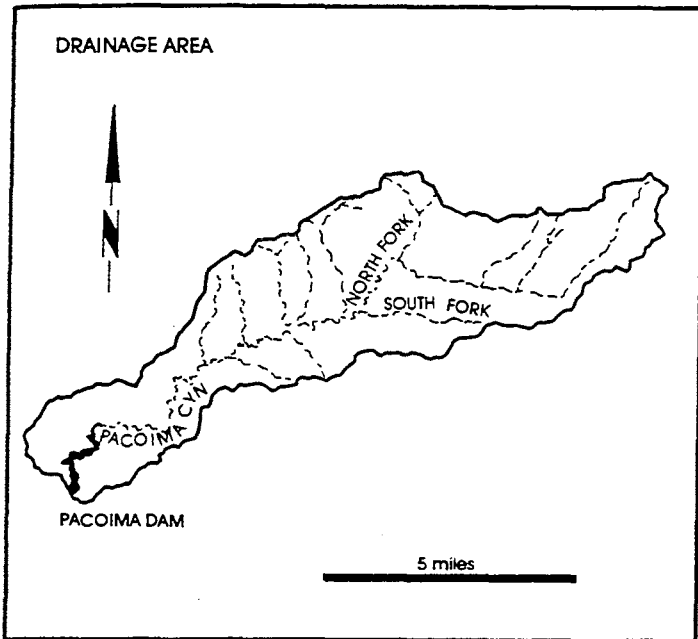 DRAINAGE AREA
N
NORTH FORK
SOUTH FORK
PACOIMA CYN
PACOIMA DAM
5 miles